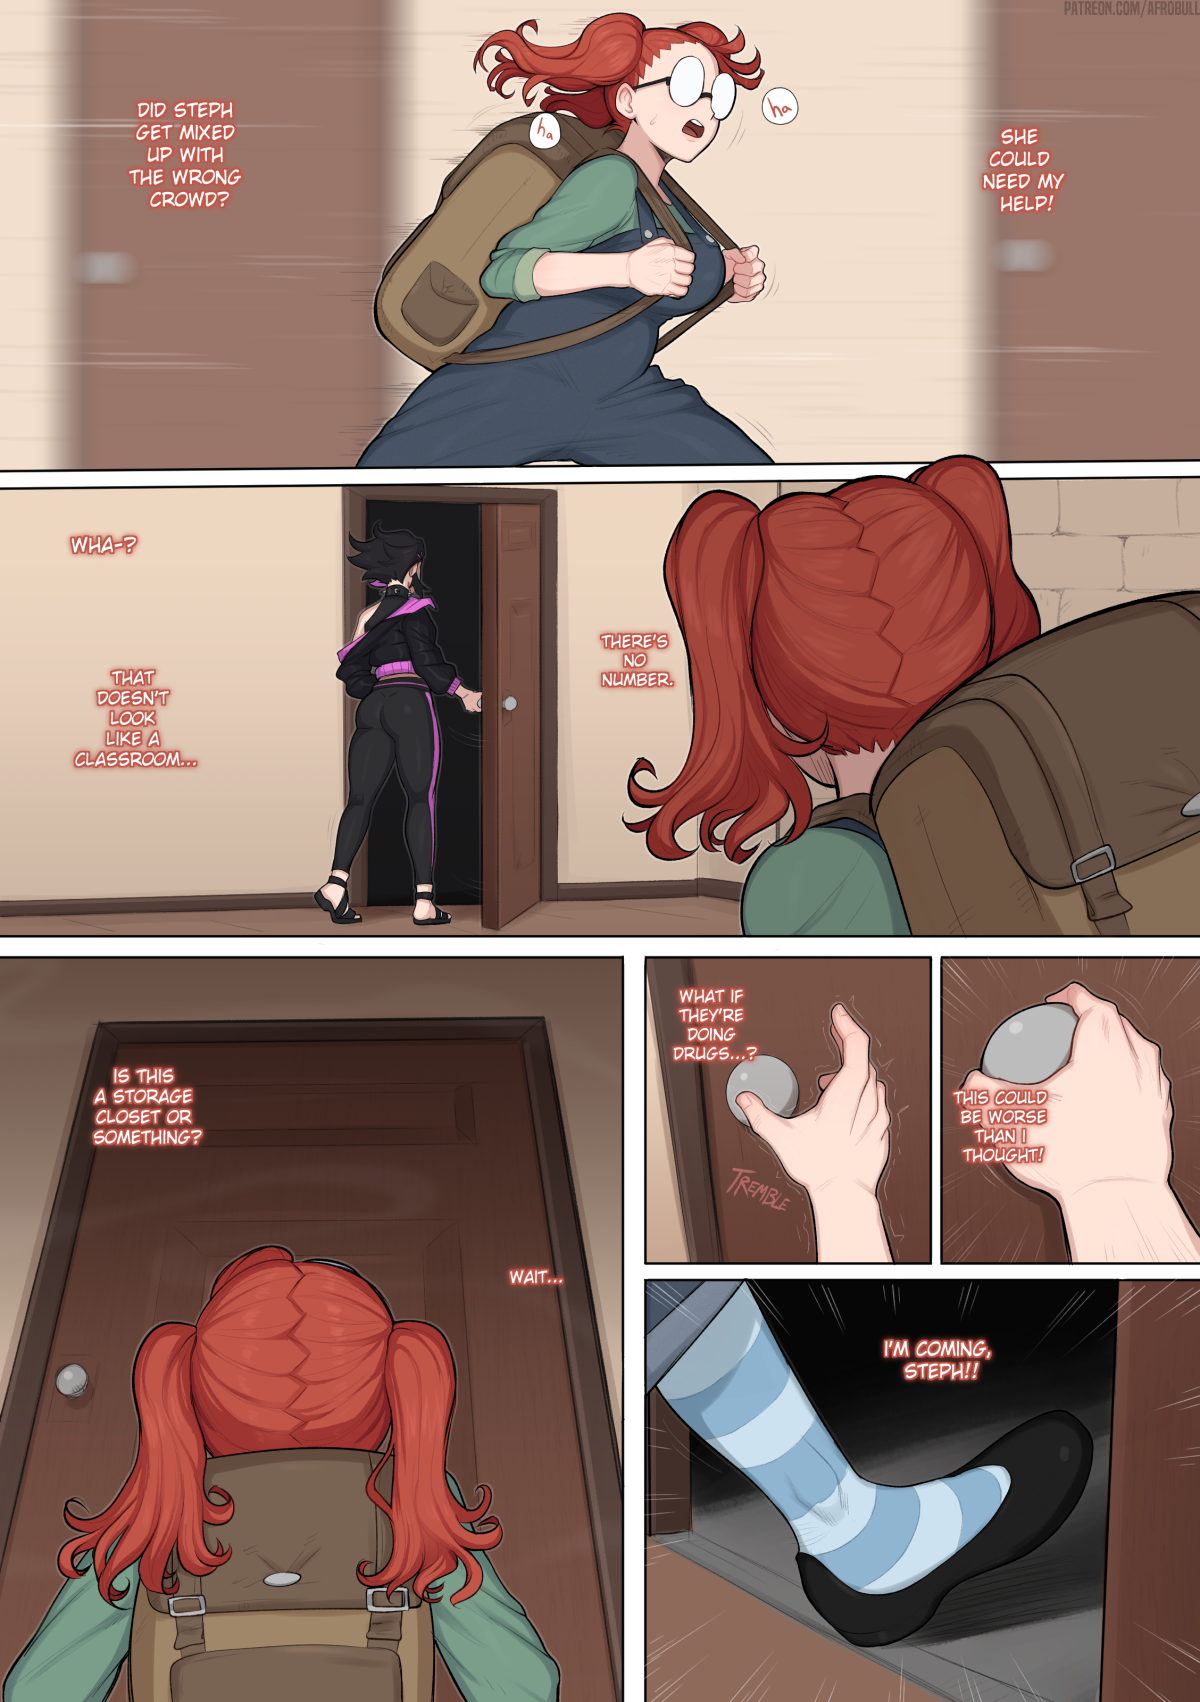 PATREON.COM/AFROBULL
DID STEPH
GET MIXED
UP WITH
THE WRONG
CROWD?
ha
ha
SHE
COULD
NEED MY
HELP!
WHA-?
THAT
DOESN'T
LOOK
LIKE A
CLASSROOM...
THERE'S
NO
NUMBER.
IS THIS
A STORAGE
CLOSET OR
SOMETHING?
WAIT...
WHAT IF
THEY'RE
DOING
DRUGS...?
TREMBLE
THIS COULD
BE WORSE
THAN I
THOUGHT!
I'M COMING,
STEPH!!